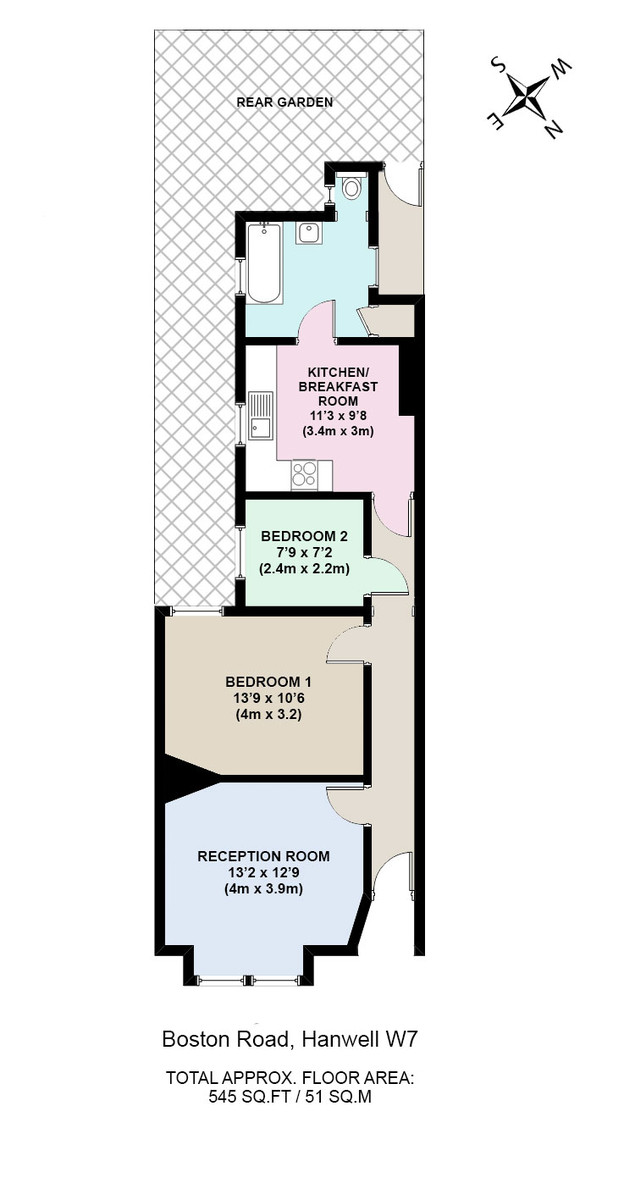 S
W
E
N
REAR GARDEN
KITCHEN/
BREAKFAST
ROOM
11'3 x 9'8
(3.4m x 3m)
BEDROOM 2
7'9 x 7'2
(2.4m x 2.2m)
BEDROOM 1
13'9 x 10'6
(4m x 3.2)
RECEPTION ROOM
13'2 x 12'9
(4m x 3.9m)
Boston Road, Hanwell W7
TOTAL APPROX. FLOOR AREA:
545 SQ.FT / 51 SQ.M